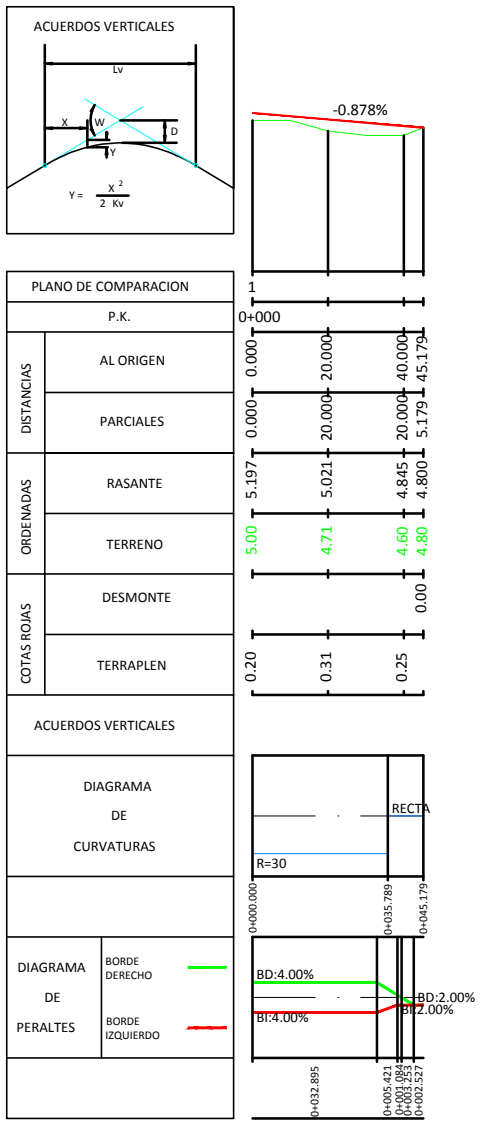 ACUERDOS VERTICALES
Lv
X
W
D
Y
Y = X 2
2 Kv
-0.878%
PLANO DE COMPARACION 1
P.K. 0+000
DISTANCIAS
AL ORIGEN 0.000 20.000 40.000 45.179
PARCIALES 0.000 20.000 20.000 5.179
ORDENADAS
RASANTE 5.197 5.021 4.845 4.800
TERRENO 5.00 4.71 4.60 4.80
COTAS ROJAS
DESMONTE 0.00
TERRAPLEN 0.20 0.31 0.25
ACUERDOS VERTICALES
DIAGRAMA
DE
CURVATURAS
RECTA
R=30
0+000.000 0+035.789 0+045.179
DIAGRAMA
DE
PERALTES
BORDE
DERECHO
BORDE
IZQUIERDO
BD:4.00%
BI:4.00%
BD:2.00%
BI:2.00%
0+032.895 0+005.421 0+001.084 0+003.253 0+002.527